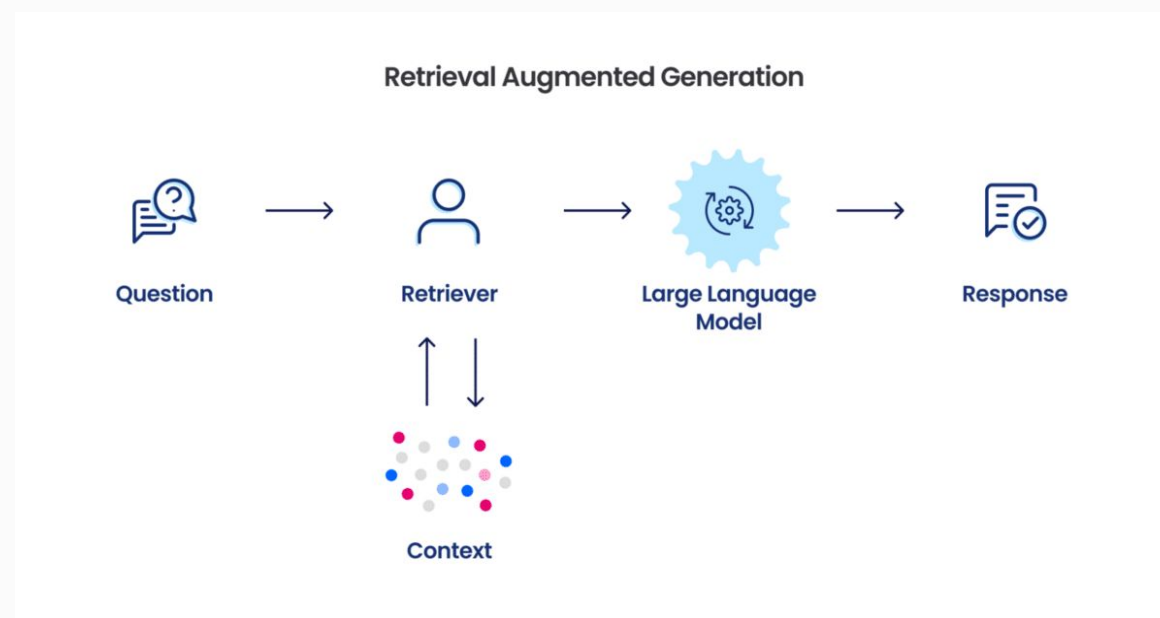 Retrieval Augmented Generation
Question
Retriever
Large Language
Model
Response
Context